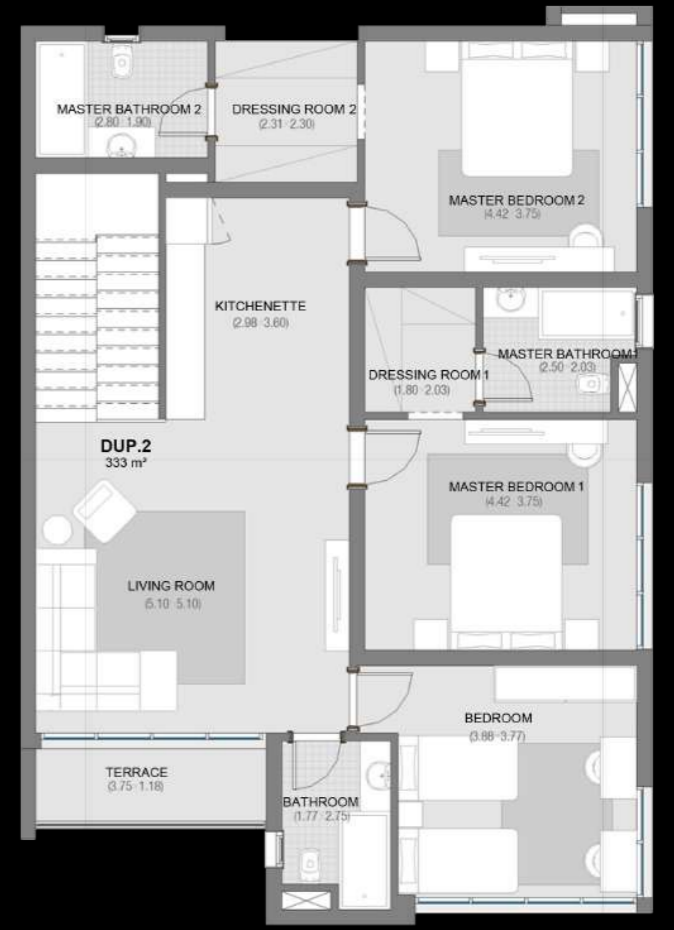 MASTER BATHROOM 2
(2.80 1.90)
DRESSING ROOM 2
(2.31 2.30)
MASTER BEDROOM 2
(4.42 3.75)
KITCHENETTE
(2.98 3.60)
MASTER BATHROOM 1
(2.50 2.03)
DRESSING ROOM 1
(1.80 2.03)
DUP.2
333 m²
MASTER BEDROOM 1
(4.42 3.75)
LIVING ROOM
(5.10 5.10)
BEDROOM
(3.88 3.77)
TERRACE
(3.75 1.18)
BATHROOM
(1.77 2.75)